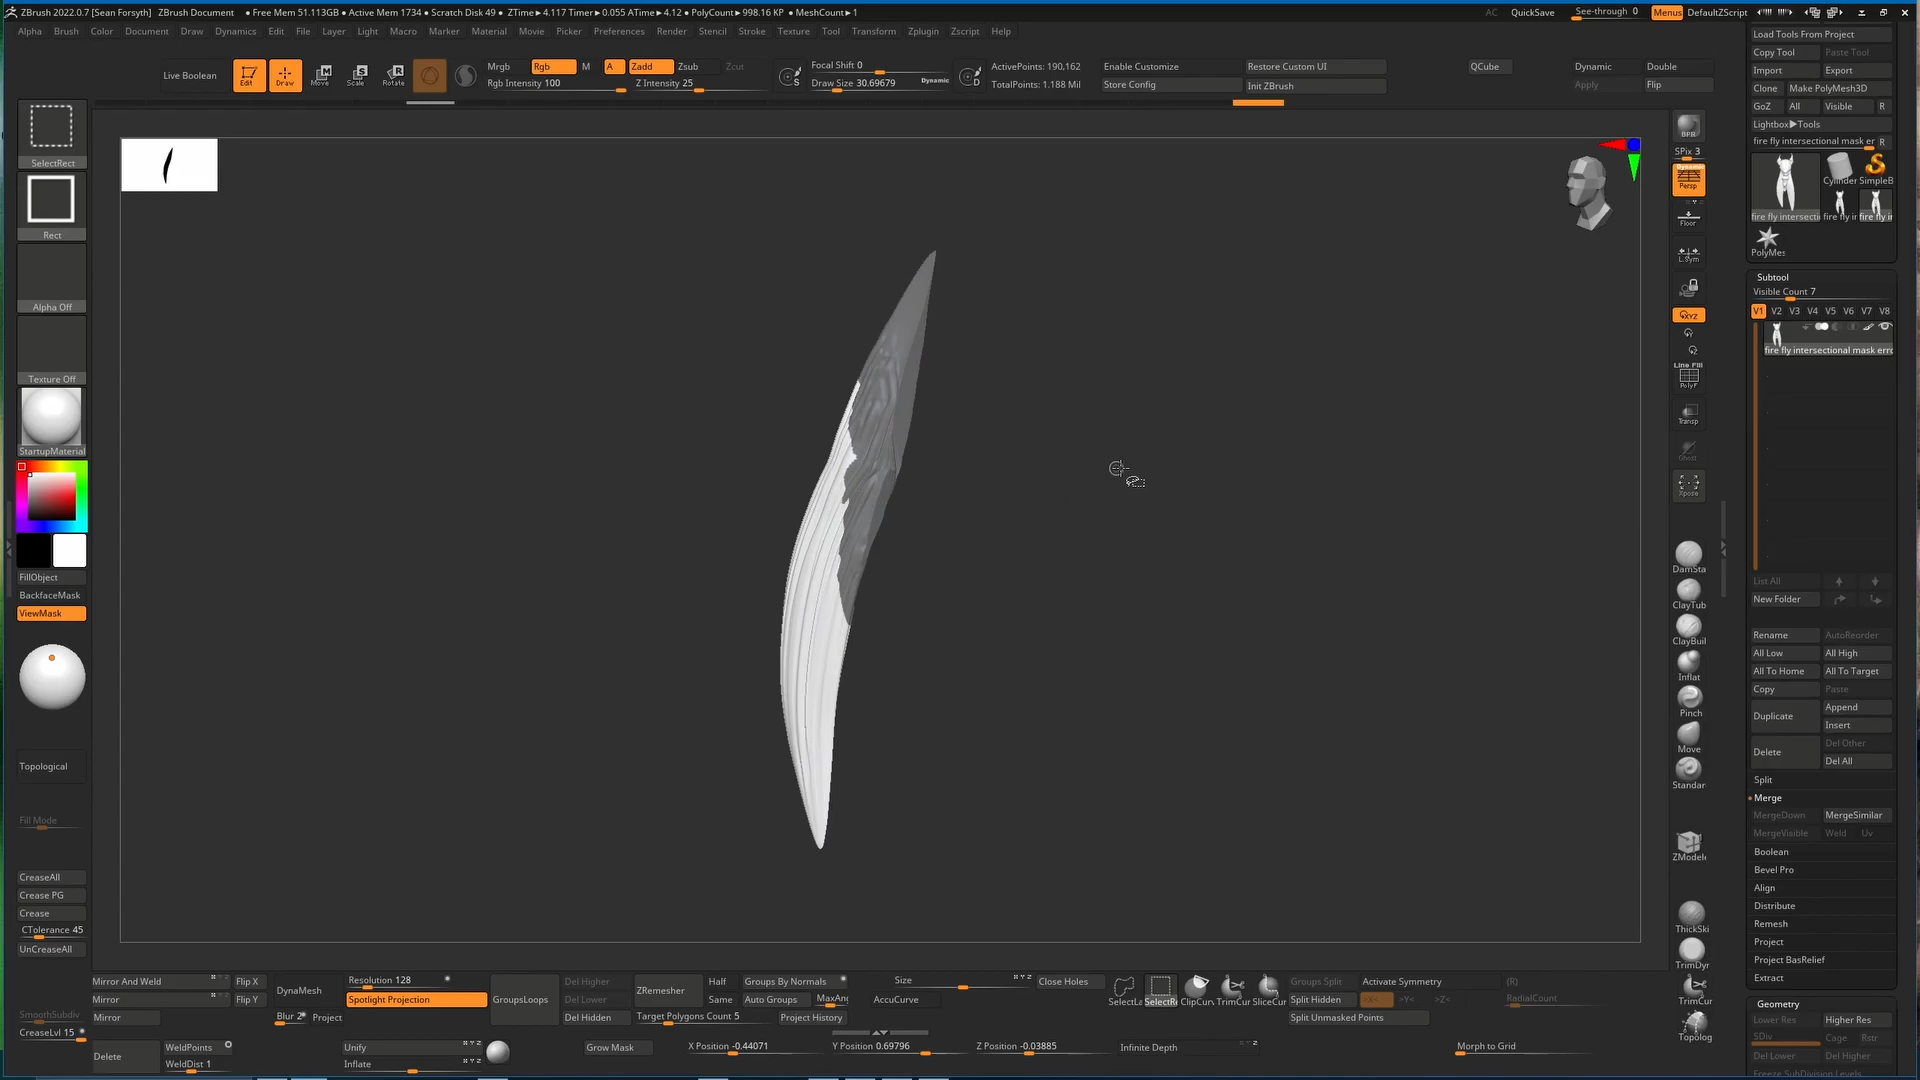 ZBrush 2022.0.7 [Sean Forsyth] ZBrush Document ● Free Mem 51.113GB ● Active Mem 1734 ● Scratch Disk 49 ● ZTime►4.117 Timer►0.055 ATime►4.12 ● PolyCount►998.16 KP ● MeshCount►1 AC QuickSave See-through 0 Menus DefaultZScript
Alpha Brush Color Document Draw Dynamics Edit File Layer Light Macro Marker Material Movie Picker Preferences Render Stencil Stroke Texture Tool Transform Zplugin Zscript Help
Live Boolean Edit Draw Move Scale Rotate Mrgb Rgb M A Zadd Zsub Zcut Focal Shift 0 ActivePoints: 190,162 Enable Customize Restore Custom UI QCube Dynamic Double
Rgb Intensity 100 Z Intensity 25 S Draw Size 30.69679 Dynamic D TotalPoints: 1.188 Mil Store Config Init ZBrush Apply Flip
SelectRect
Rect
Alpha Off
Texture Off
StartupMaterial
FillObject
BackfaceMask
ViewMask
Topological
Fill Mode
CreaseAll
Crease PG
Crease
CTolerance 45
UnCreaseAll
SmoothSubdiv
CreaseLvl 15
BPR
SPix 3
Dynamic
Persp
Floor
L.Sym
XYZ
Line Fill
PolyF
Transp
Ghost
Xpose
DamSta
ClayTub
ClayBuil
Inflat
Pinch
Move
Standar
ZModele
ThickSki
TrimDyr
TrimCur
Topolog
Load Tools From Project
Copy Tool Paste Tool
Import Export
Clone Make PolyMesh3D
GoZ All Visible R
Lightbox►Tools
fire fly intersectional mask er R
Cylinder SimpleB
fire fly intersecti fire fly ir fire fly ir
PolyMes
Subtool
Visible Count 7
V1 V2 V3 V4 V5 V6 V7 V8
fire fly intersectional mask erro
List All
New Folder
Rename AutoReorder
All Low All High
All To Home All To Target
Copy Paste
Duplicate Append
Insert
Delete Del Other
Del All
Split
Merge
MergeDown MergeSimilar
MergeVisible Weld Uv
Boolean
Bevel Pro
Align
Distribute
Remesh
Project
Project BasRelief
Extract
Geometry
Lower Res Higher Res
SDiv Cage Rstr
Del Lower Del Higher
Freeze SubDivision Levels
Mirror And Weld Flip X DynaMesh Resolution 128 GroupsLoops Del Higher ZRemesher Half Groups By Normals Size Close Holes Groups Split Activate Symmetry (R)
Mirror Flip Y Spotlight Projection Del Lower Same Auto Groups MaxAng AccuCurve SelectLa SelectRe ClipCurv TrimCur SliceCur Split Hidden >X< >Y< >Z< RadialCount
Mirror Blur 2 Project Del Hidden Target Polygons Count 5 Project History Split Unmasked Points
Delete WeldPoints Unify Grow Mask X Position -0.44071 Y Position 0.69796 Z Position -0.03885 Infinite Depth Morph to Grid
WeldDist 1 Inflate